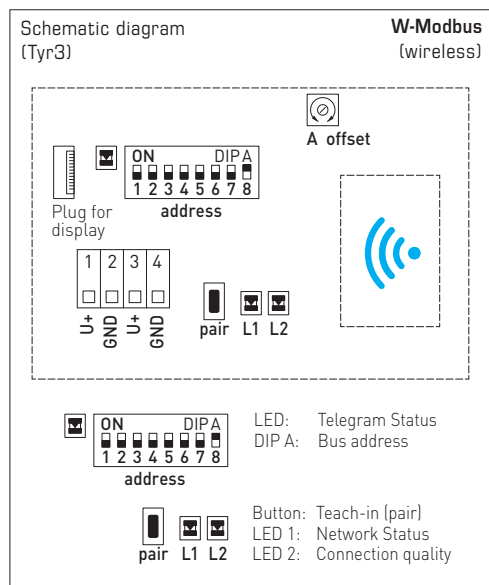 Schematic diagram
(Tyr3)
W-Modbus
(wireless)
A offset
ON DIP A
1 2 3 4 5 6 7 8
address
Plug for
display
1 2 3 4
U+ GND U+ GND
pair L1 L2
ON DIP A
1 2 3 4 5 6 7 8
address
LED: Telegram Status
DIP A: Bus address
pair L1 L2
Button: Teach-in (pair)
LED 1: Network Status
LED 2: Connection quality